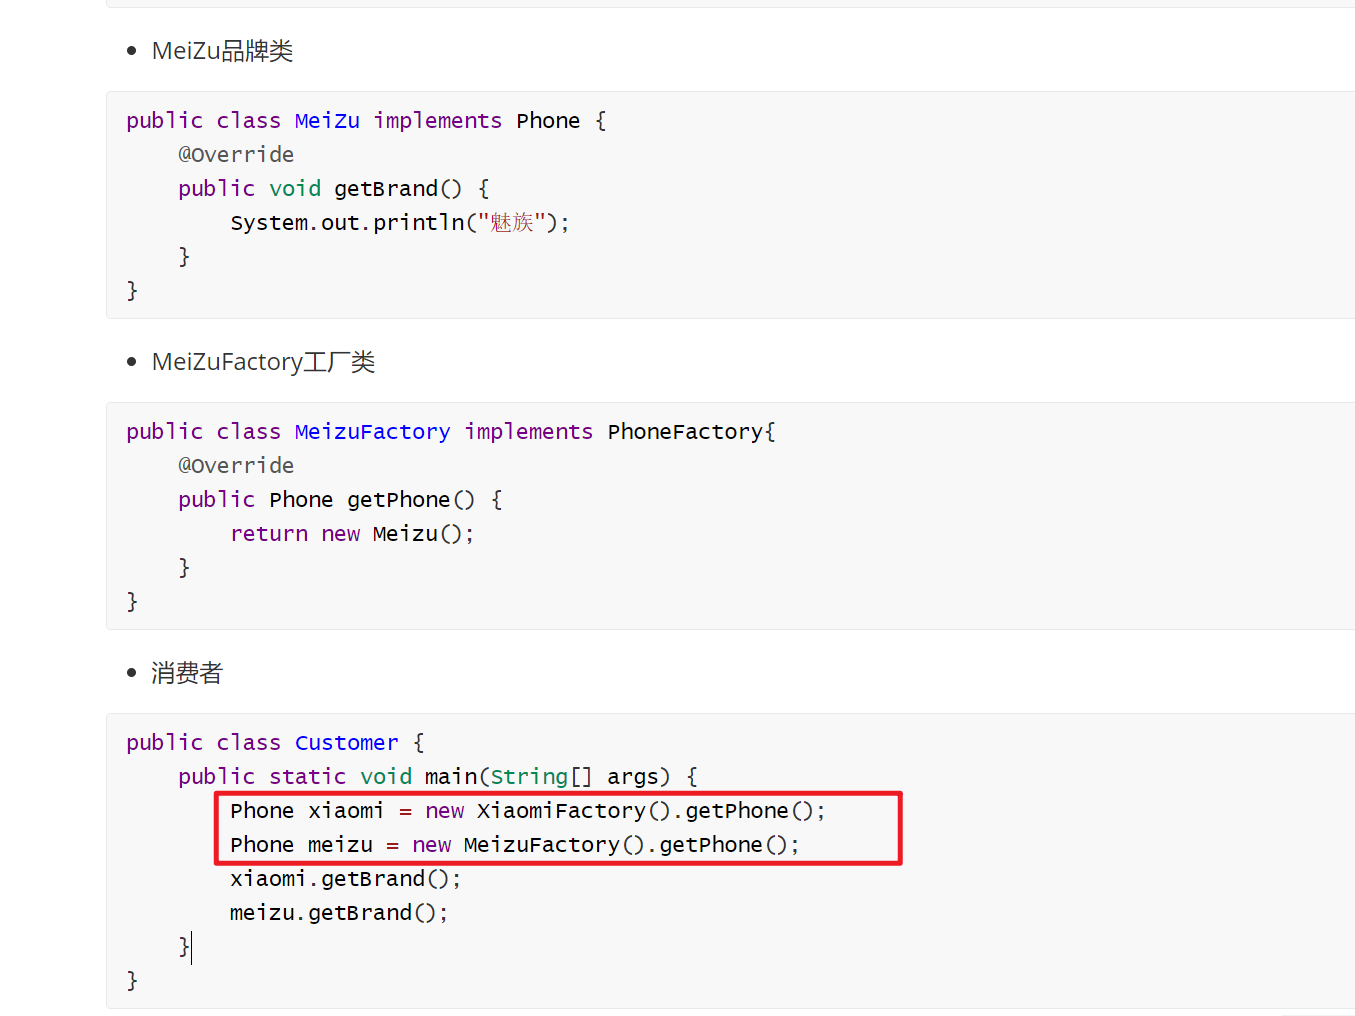 MeiZu品牌类
public class MeiZu implements Phone {
    @Override
    public void getBrand() {
        System.out.println("魅族");
    }
}
MeiZuFactory工厂类
public class MeizuFactory implements PhoneFactory{
    @Override
    public Phone getPhone() {
        return new Meizu();
    }
}
消费者
public class Customer {
    public static void main(String[] args) {
        Phone xiaomi = new XiaomiFactory().getPhone();
        Phone meizu = new MeizuFactory().getPhone();
        xiaomi.getBrand();
        meizu.getBrand();
    }
}